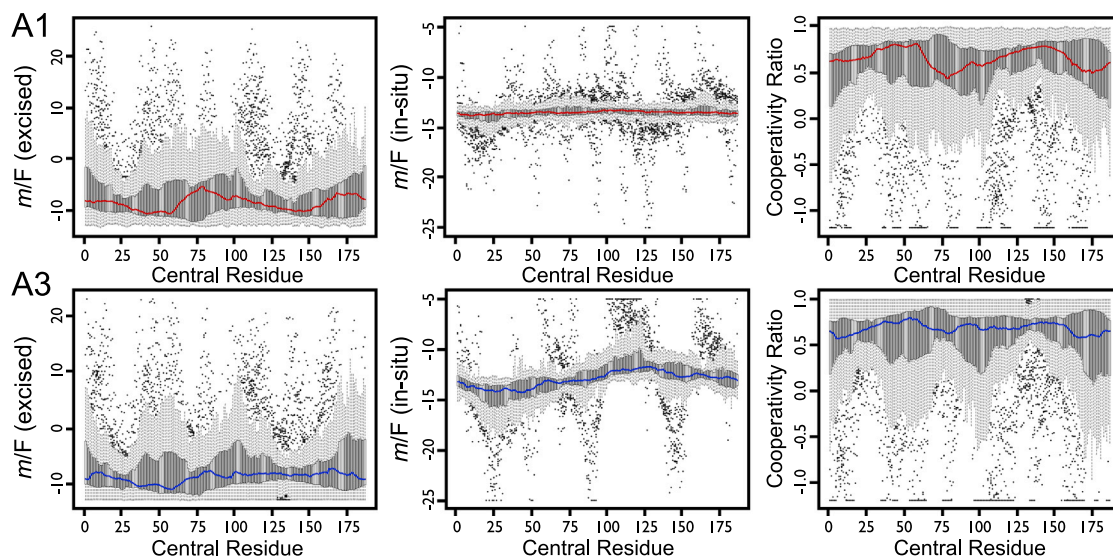 A1
m/F (excised)
20
10
0
-10
0 25 50 75 100 125 150 175
Central Residue
m/F (in-situ)
-5
-10
-15
-20
-25
0 25 50 75 100 125 150 175
Central Residue
Cooperativity Ratio
1.0
0.5
0.0
-0.5
-1.0
0 25 50 75 100 125 150 175
Central Residue
A3
m/F (excised)
20
10
0
-10
0 25 50 75 100 125 150 175
Central Residue
m/F (in-situ)
-5
-10
-15
-20
-25
0 25 50 75 100 125 150 175
Central Residue
Cooperativity Ratio
1.0
0.5
0.0
-0.5
-1.0
0 25 50 75 100 125 150 175
Central Residue